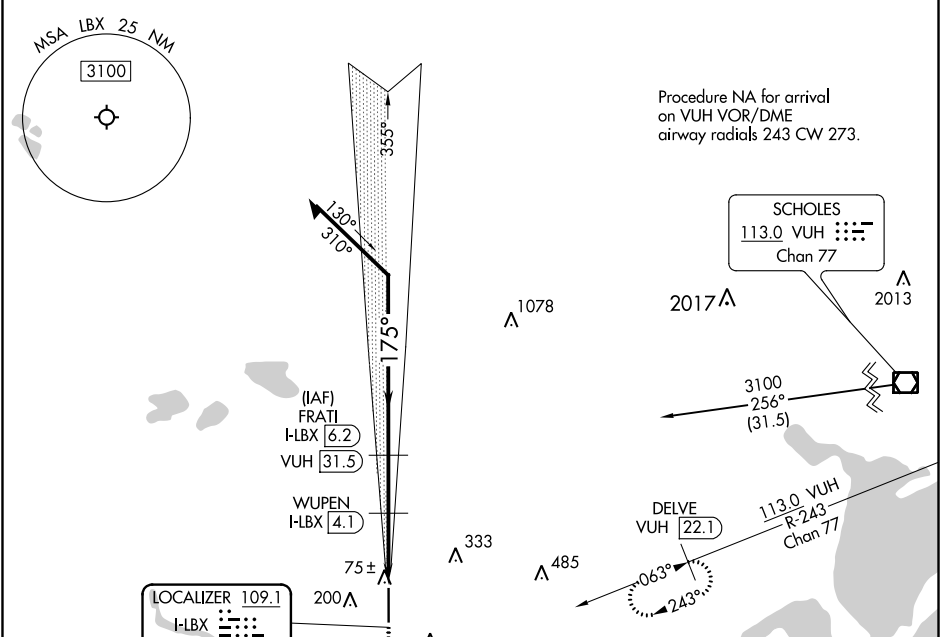 MSA LBX 25 NM
3100
355°
Procedure NA for arrival
on VUH VOR/DME
airway radials 243 CW 273.
130°
310°
SCHOLES
113.0 VUH
Chan 77
2017
2013
1078
175°
3100
256°
(31.5)
(IAF)
FRATI
I-LBX 6.2
VUH 31.5
WUPEN
I-LBX 4.1
DELVE
VUH 22.1
113.0 VUH
R-243
Chan 77
333
485
75±
063°
243°
LOCALIZER 109.1
I-LBX
200